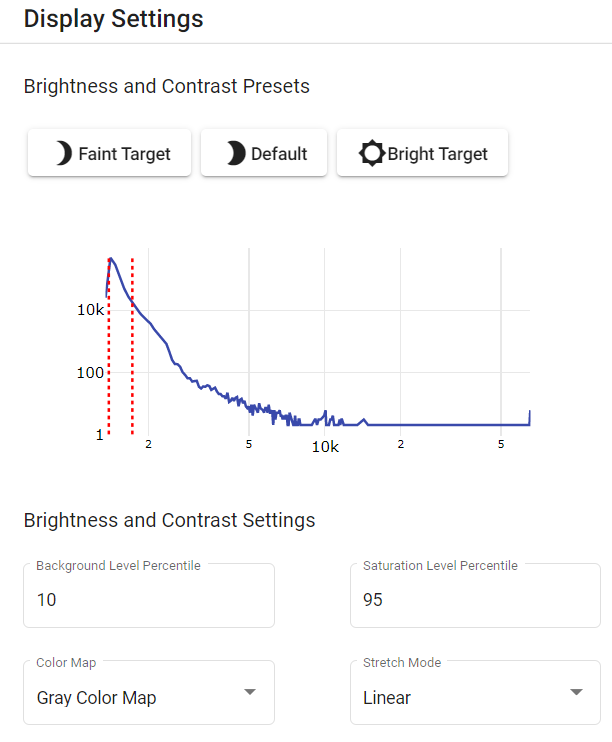 Display Settings
Brightness and Contrast Presets
Faint Target
Default
Bright Target
10k
100
1
2
5
10k
2
5
Brightness and Contrast Settings
Background Level Percentile
10
Saturation Level Percentile
95
Color Map
Gray Color Map
Stretch Mode
Linear